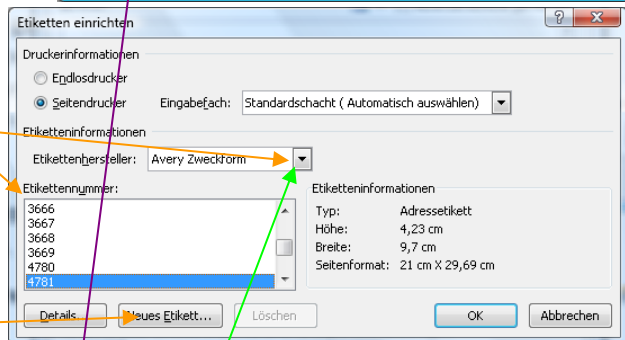 Etiketten einrichten
Druckerinformationen
Endlosdrucker
Seitendrucker Eingabefach: Standardschacht ( Automatisch auswählen)
Etiketteninformationen
Etikettenhersteller: Avery Zweckform
Etikettennummer:
3666
3667
3668
3669
4780
4781
Etiketteninformationen
Typ: Adressetikett
Höhe: 4,23 cm
Breite: 9,7 cm
Seitenformat: 21 cm X 29,69 cm
Details... Neues Etikett... Löschen OK Abbrechen